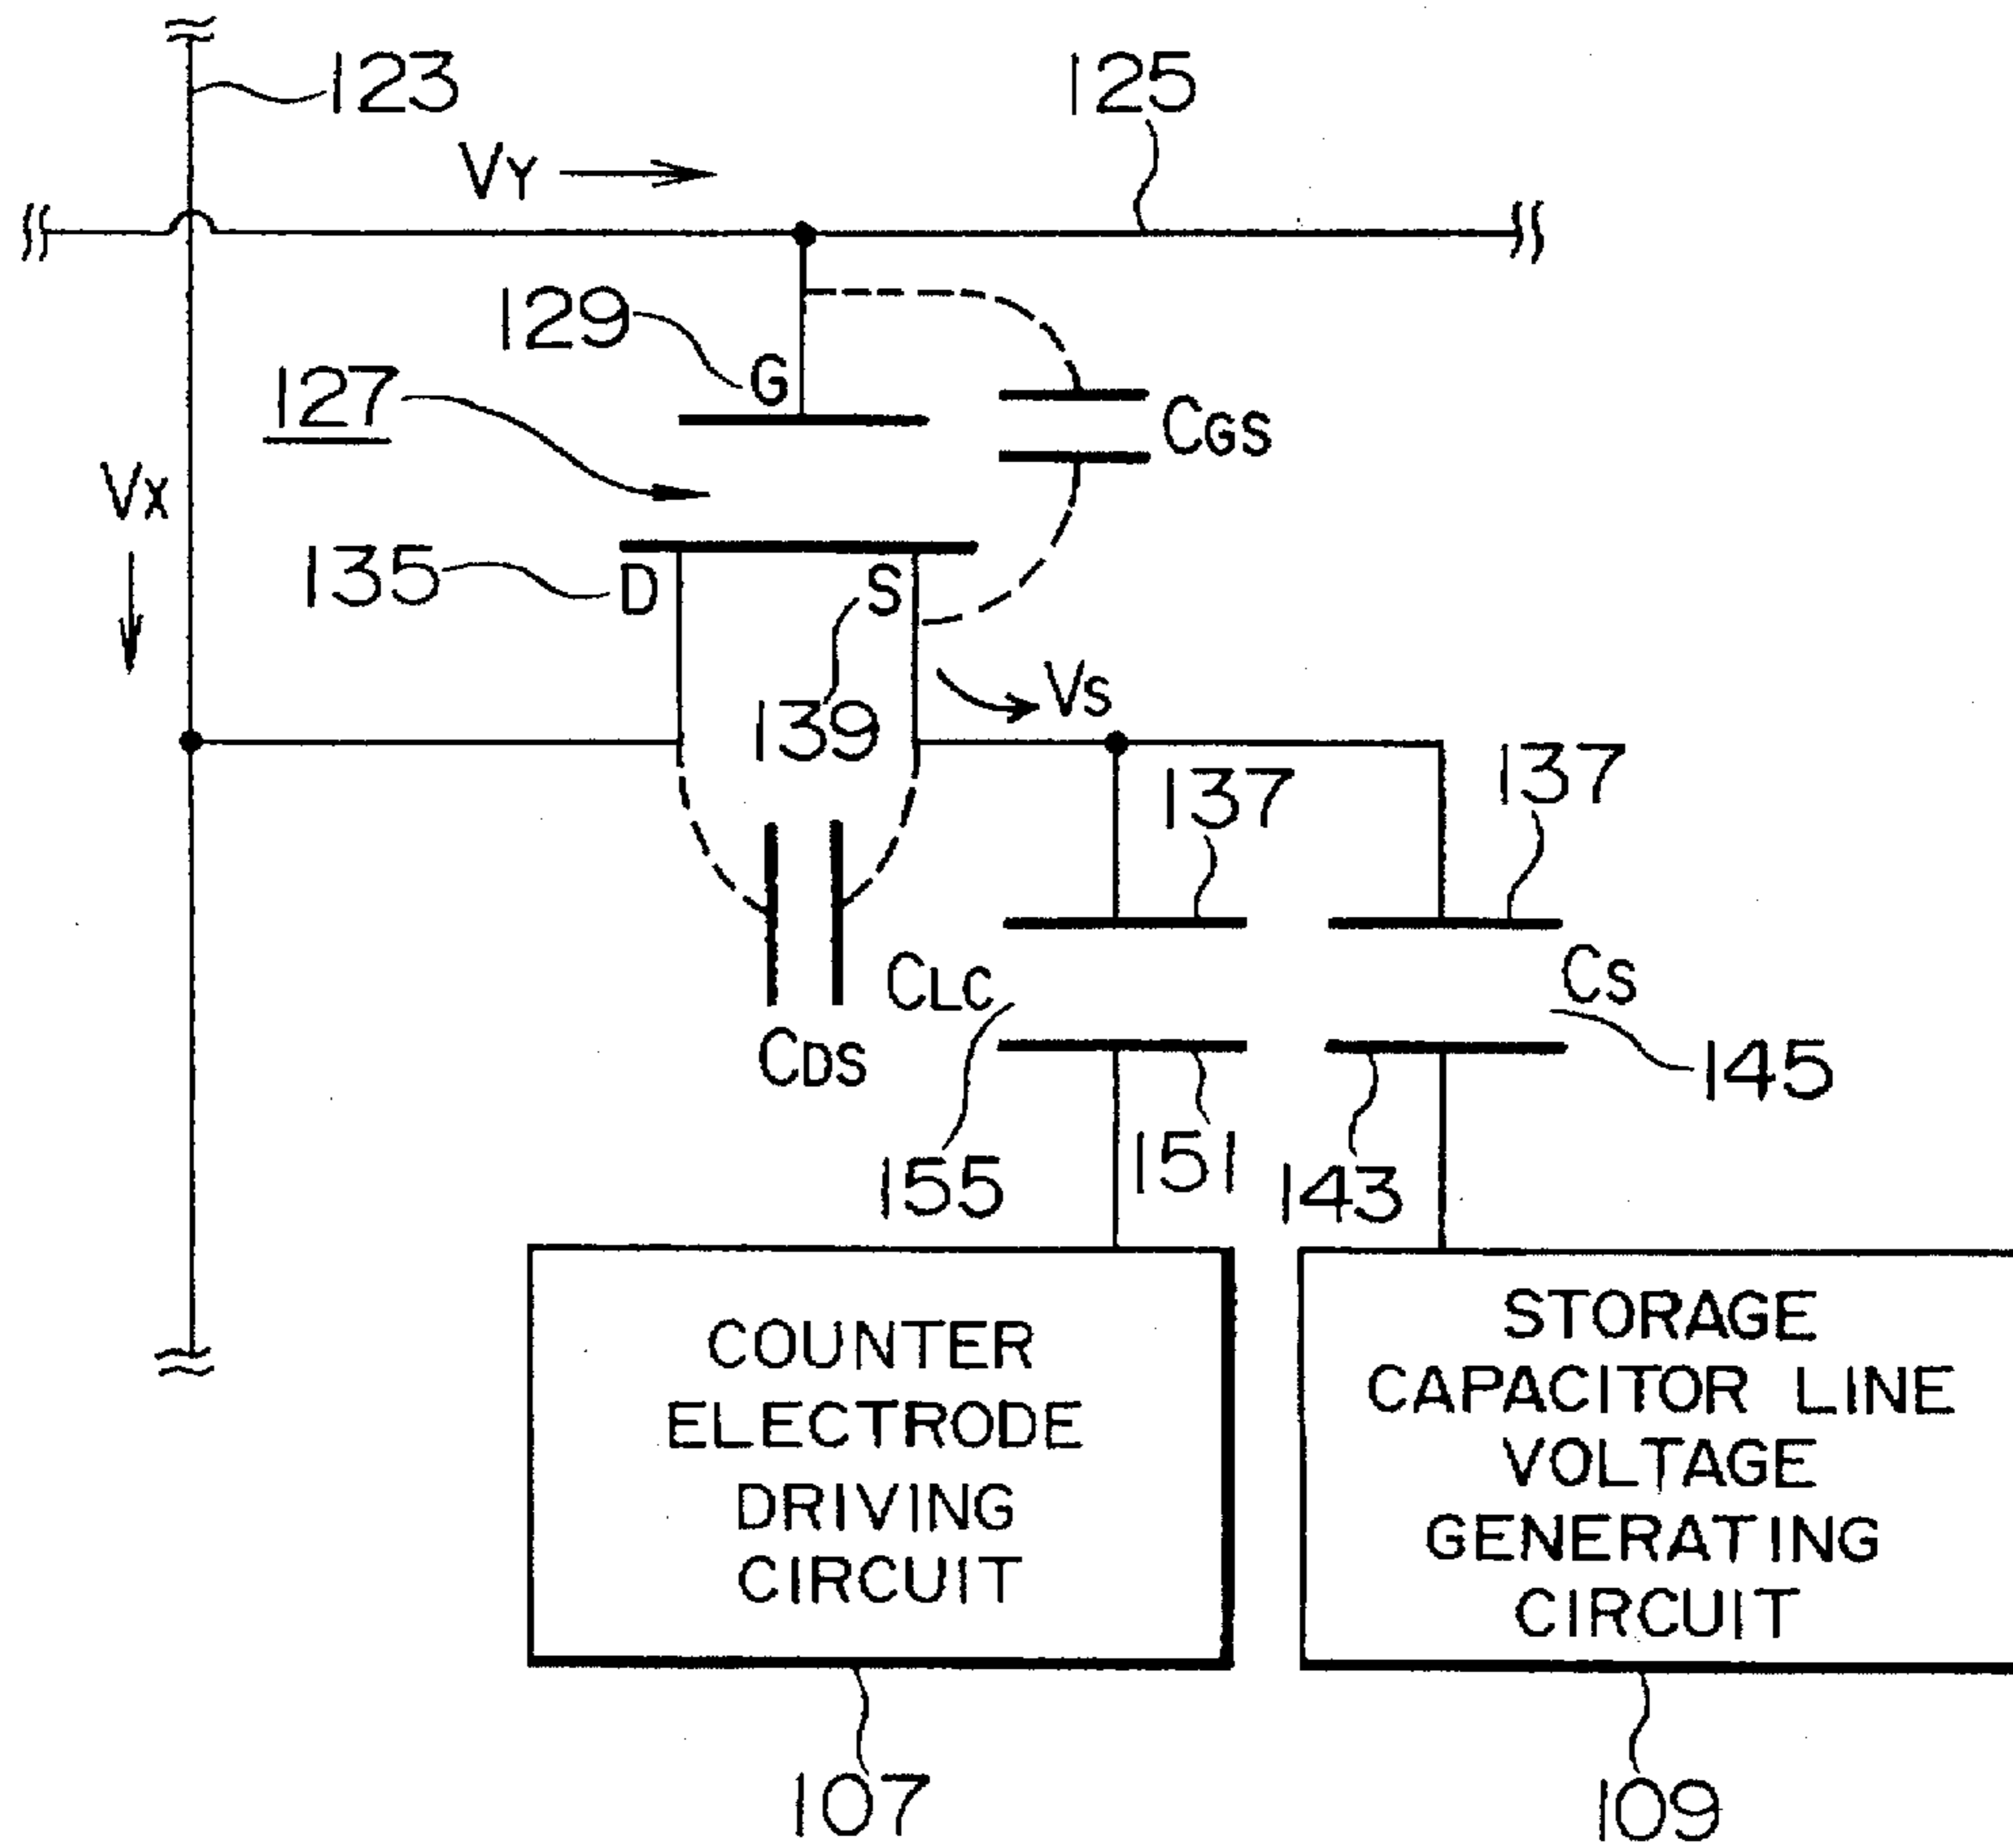 123
125
VY
129
G
127
CGS
VX
135
D
S
VS
139
137
137
CLC
CS
CDS
145
155
151
143
COUNTER
ELECTRODE
DRIVING
CIRCUIT
STORAGE
CAPACITOR LINE
VOLTAGE
GENERATING
CIRCUIT
107
109